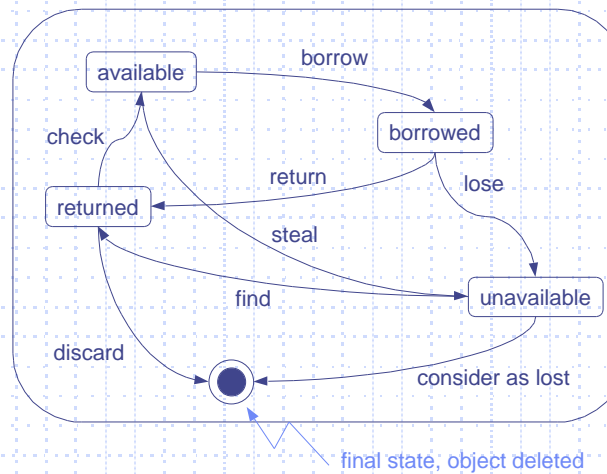 borrow
available
check
borrowed
return
lose
returned
steal
find
unavailable
discard
consider as lost
final state, object deleted